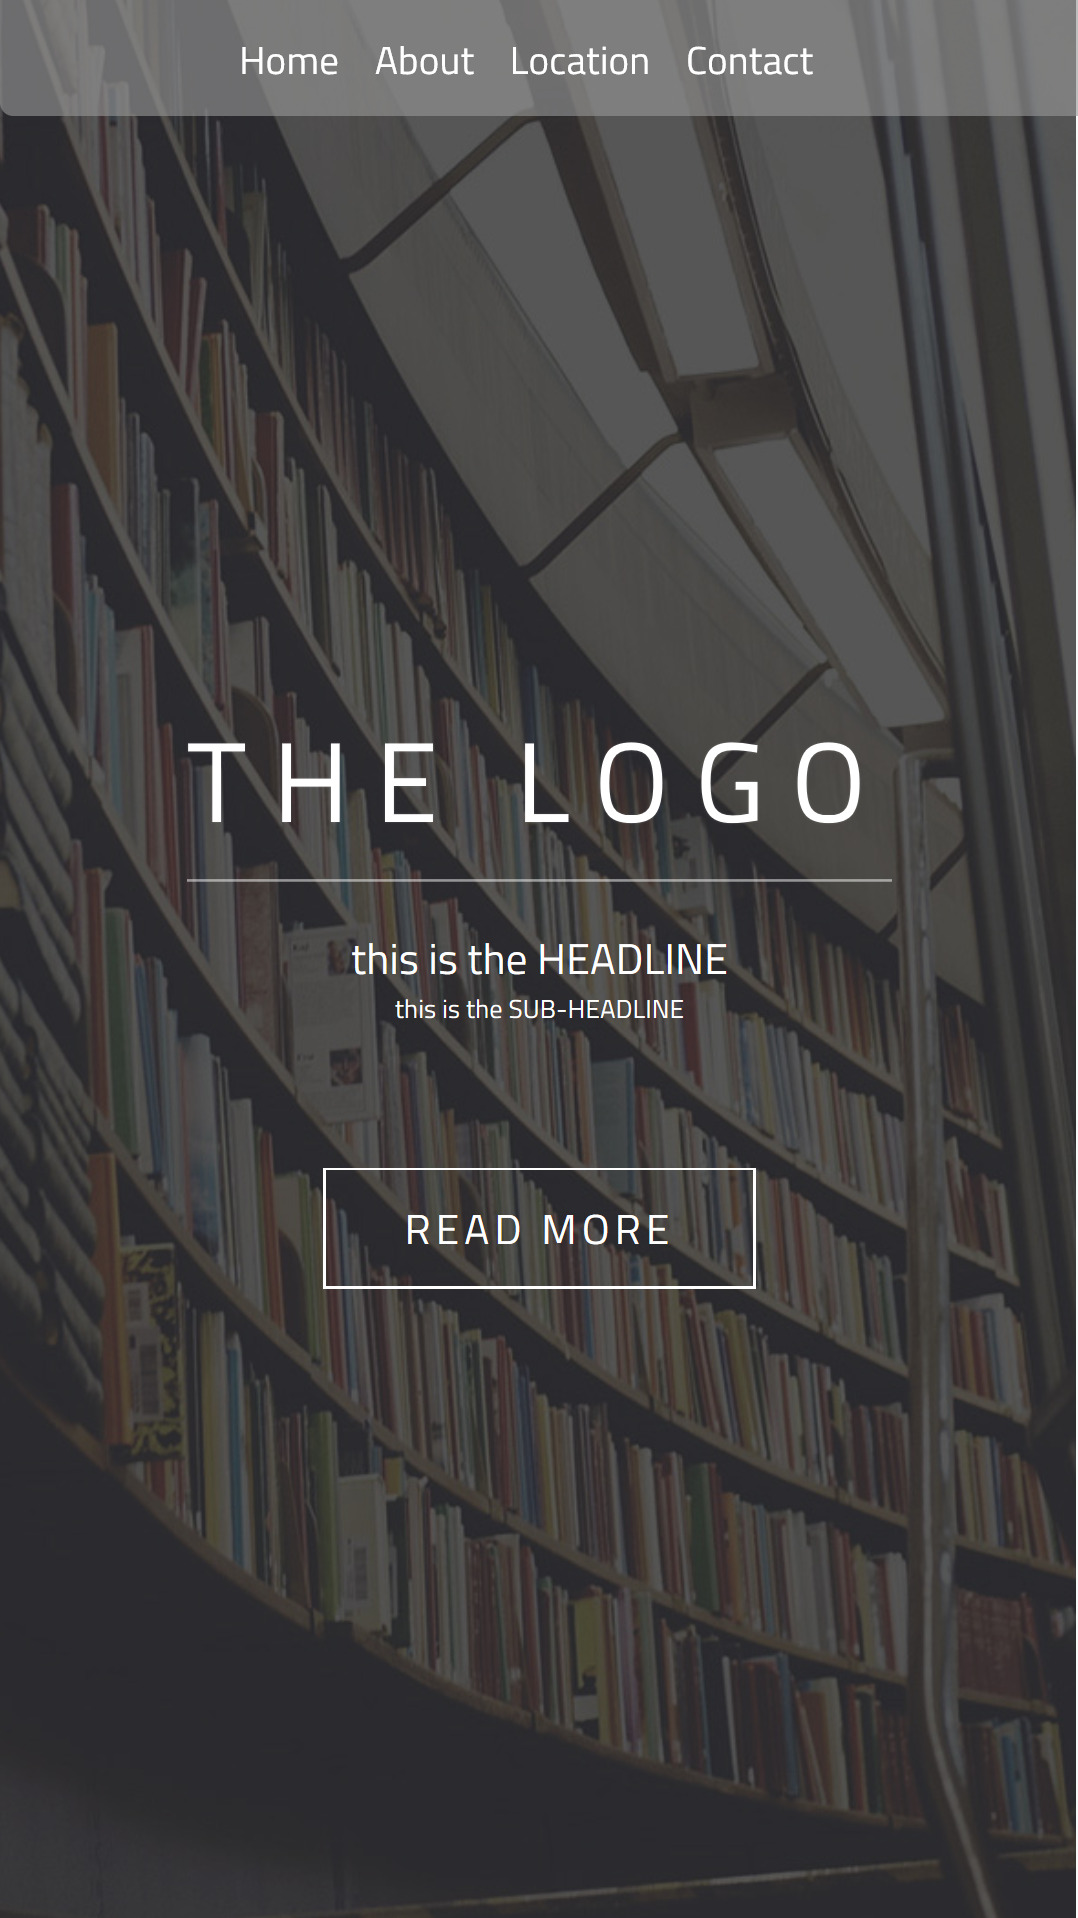 Home About Location Contact
THE LOGO
this is the HEADLINE
this is the SUB-HEADLINE
READ MORE